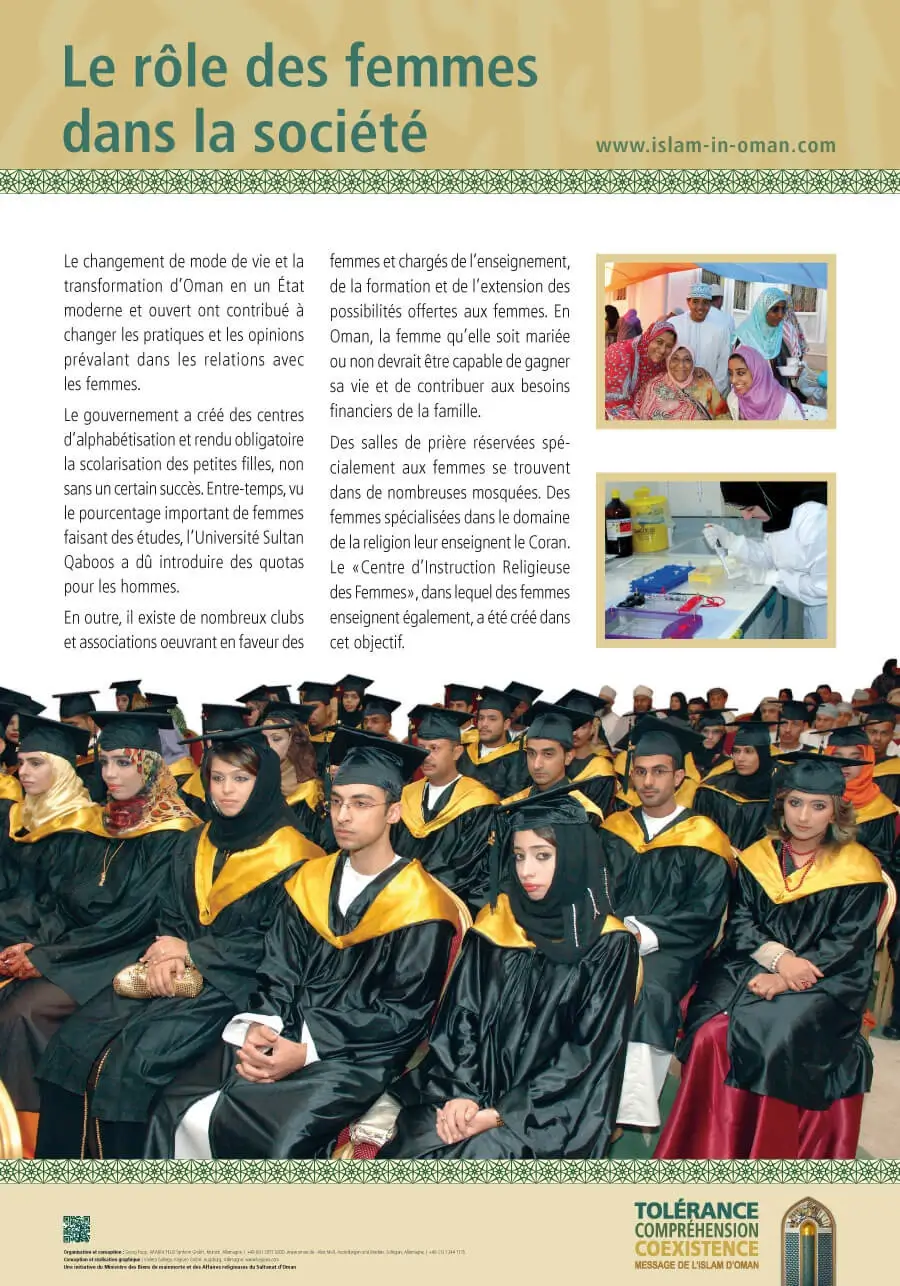 Le rôle des femmes
dans la société
www.islam-in-oman.com
Le changement de mode de vie et la
transformation d’Oman en un État
moderne et ouvert ont contribué à
changer les pratiques et les opinions
prévalant dans les relations avec
les femmes.
Le gouvernement a créé des centres
d’alphabétisation et rendu obligatoire
la scolarisation des petites filles, non
sans un certain succès. Entre-temps, vu
le pourcentage important de femmes
faisant des études, l’Université Sultan
Qaboos a dû introduire des quotas
pour les hommes.
En outre, il existe de nombreux clubs
et associations oeuvrant en faveur des
femmes et chargés de l’enseignement,
de la formation et de l’extension des
possibilités offertes aux femmes. En
Oman, la femme qu’elle soit mariée
ou non devrait être capable de gagner
sa vie et de contribuer aux besoins
financiers de la famille.
Des salles de prière réservées spé-
cialement aux femmes se trouvent
dans de nombreuses mosquées. Des
femmes spécialisées dans le domaine
de la religion leur enseignent le Coran.
Le «Centre d’Instruction Religieuse
des Femmes», dans lequel des femmes
enseignent également, a été créé dans
cet objectif.
TOLÉRANCE
COMPRÉHENSION
COEXISTENCE
MESSAGE DE L’ISLAM D’OMAN
Organisation et conception :
Conception et réalisation graphique :
Une initiative du Ministère des Biens de mainmorte et des Affaires religieuses du Sultanat d’Oman